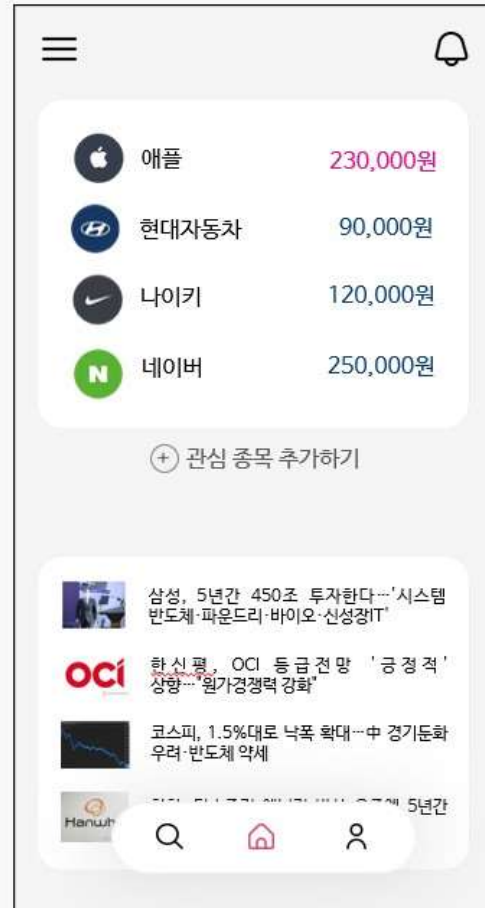 애플 230,000원
현대자동차 90,000원
나이키 120,000원
N 네이버 250,000원
관심 종목 추가하기
삼성, 5년간 450조 투자한다…'시스템
반도체·파운드리·바이오·신성장IT'
OCI 한신평, OCI 등급전망 '긍정적'
상향…"원가경쟁력 강화"
코스피, 1.5%대로 낙폭 확대…中 경기둔화
우려·반도체 약세
5년간
Hanwh